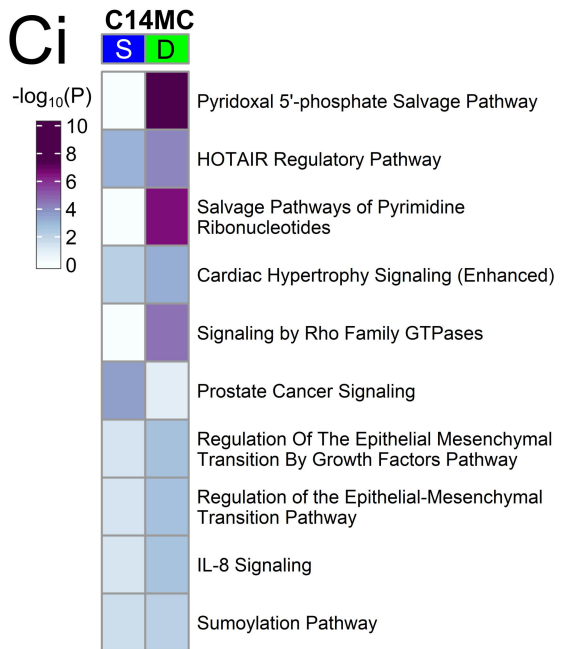 Ci
C14MC
S D
-log10(P)
10
8
6
4
2
0
Pyridoxal 5'-phosphate Salvage Pathway
HOTAIR Regulatory Pathway
Salvage Pathways of Pyrimidine
Ribonucleotides
Cardiac Hypertrophy Signaling (Enhanced)
Signaling by Rho Family GTPases
Prostate Cancer Signaling
Regulation Of The Epithelial Mesenchymal
Transition By Growth Factors Pathway
Regulation of the Epithelial-Mesenchymal
Transition Pathway
IL-8 Signaling
Sumoylation Pathway